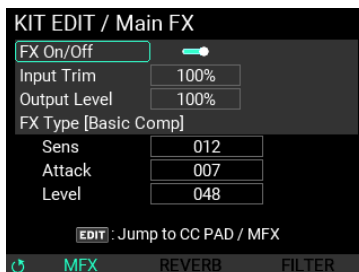 KIT EDIT / Main FX
FX On/Off
Input Trim 100%
Output Level 100%
FX Type [Basic Comp]
Sens 012
Attack 007
Level 048
EDIT : Jump to CC PAD / MFX
MFX REVERB FILTER